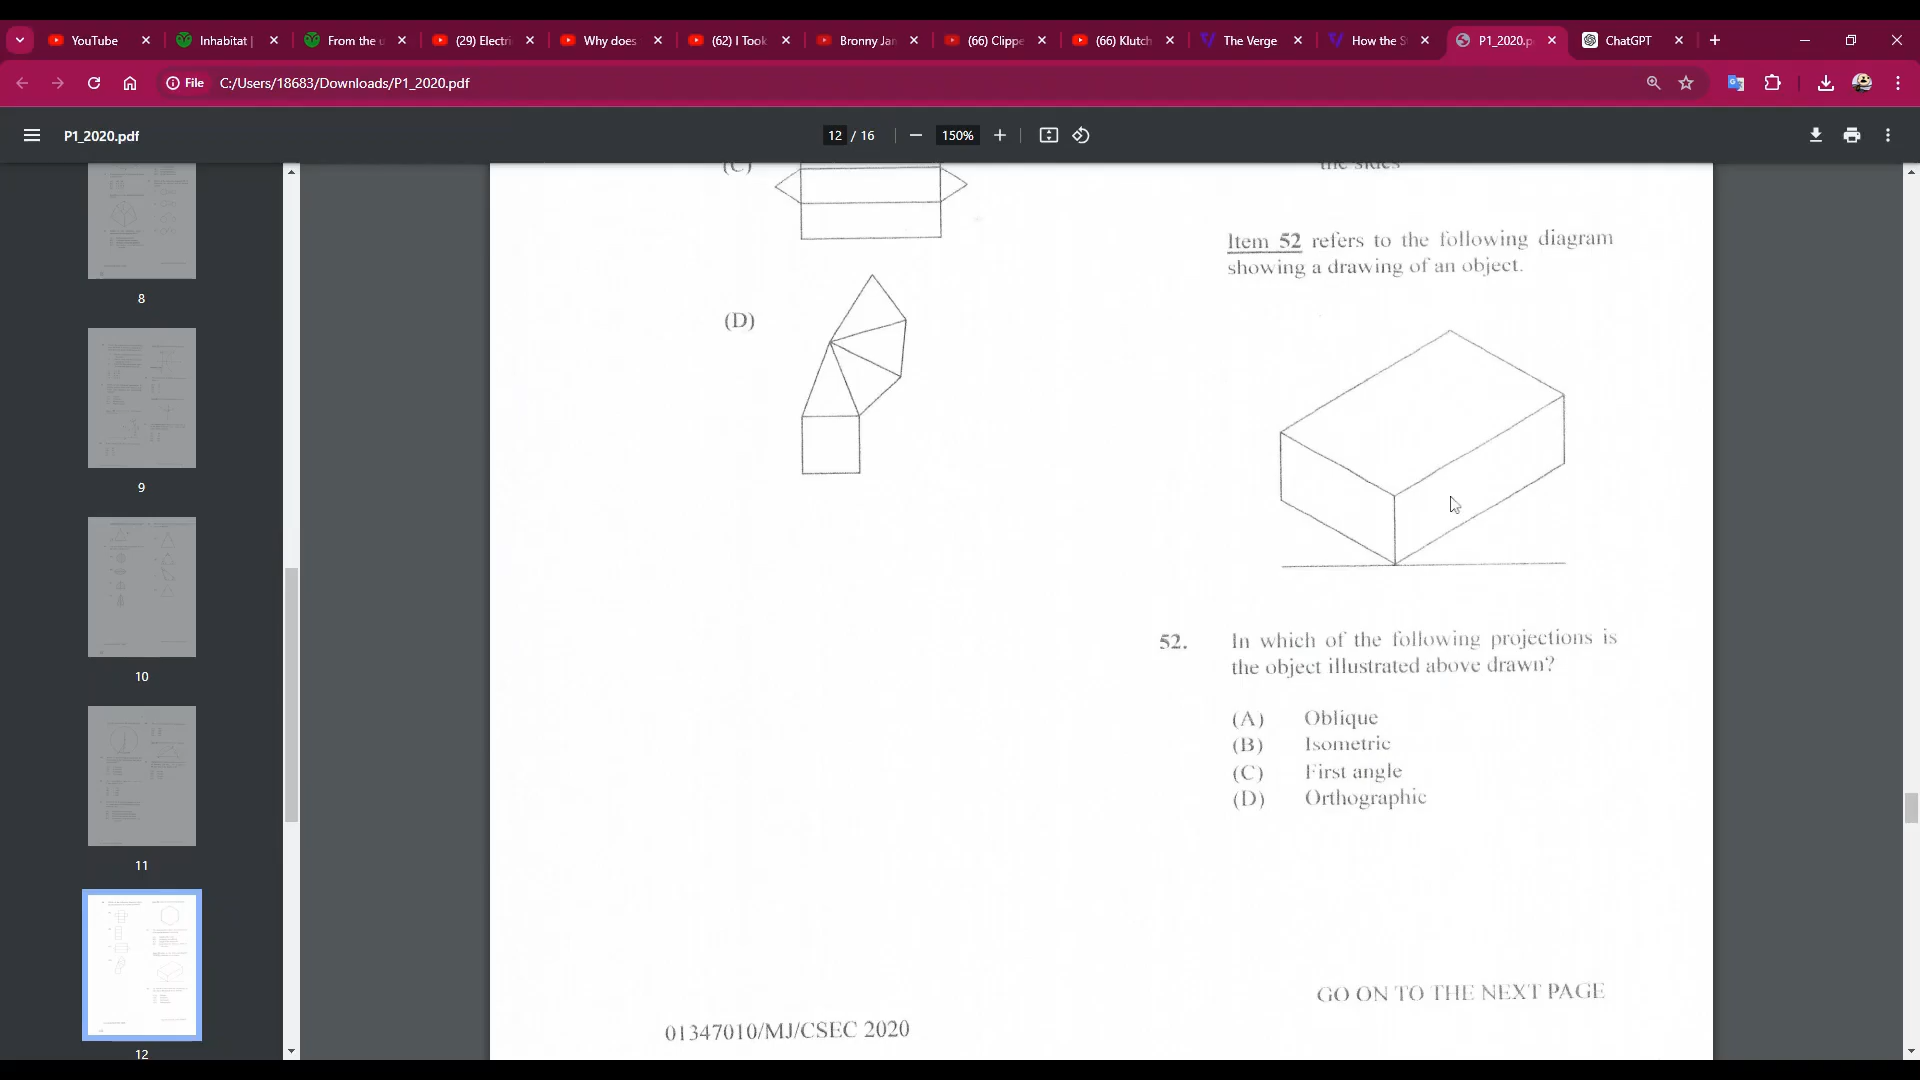 YouTube
Inhabitat |
From the u
(29) Electri
Why does
(62) I Took
Bronny Jar
(66) Clippe
(66) Klutch
The Verge
How the S
P1_2020.p
ChatGPT
File
C:/Users/18683/Downloads/P1_2020.pdf
P1_2020.pdf
12 / 16
150%
8
9
10
11
12
(C)
(D)
the sides
Item 52 refers to the following diagram
showing a drawing of an object.
52. In which of the following projections is
the object illustrated above drawn?
(A) Oblique
(B) Isometric
(C) First angle
(D) Orthographic
GO ON TO THE NEXT PAGE
01347010/MJ/CSEC 2020